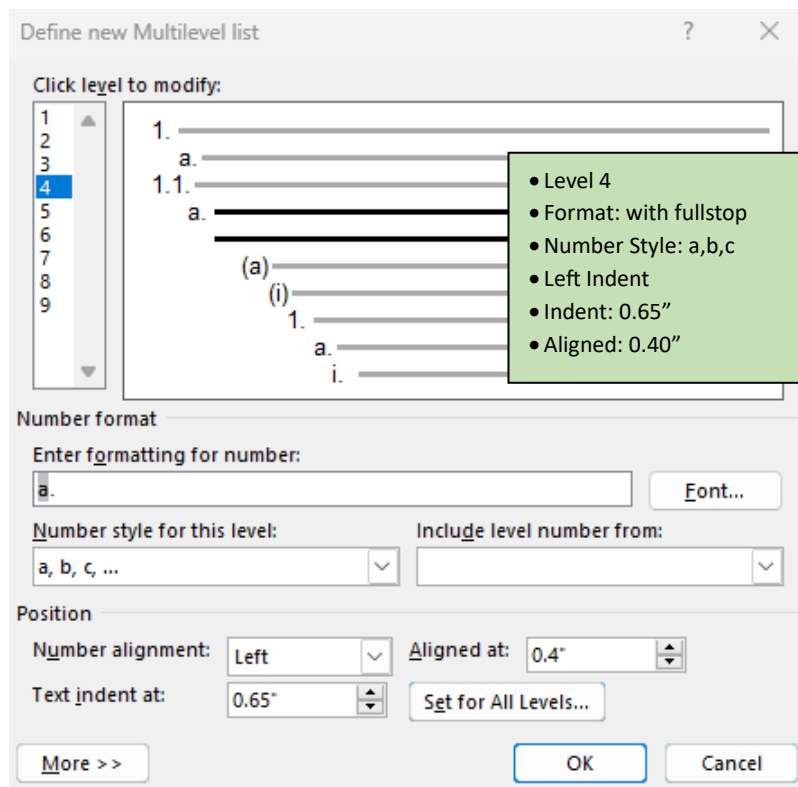 Define new Multilevel list ?
Click level to modify:
1
2
3
4
5
6
7
8
9
1.
a.
1.1.
a.
(a)
(i)
1.
a.
i.
• Level 4
• Format: with fullstop
• Number Style: a,b,c
• Left Indent
• Indent: 0.65”
• Aligned: 0.40”
Number format
Enter formatting for number:
a.
Font...
Number style for this level: Include level number from:
a, b, c, ...
Position
Number alignment: Left Aligned at: 0.4"
Text indent at: 0.65" Set for All Levels...
More >> OK Cancel